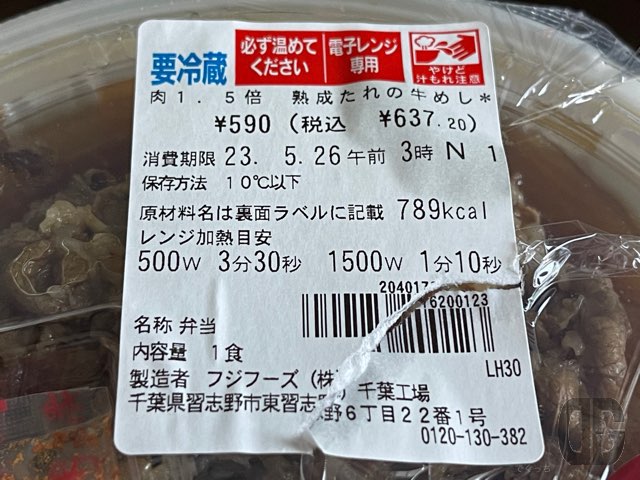 要冷蔵
必ず温めて
ください
電子レンジ
専用
やけど
汁もれ注意
肉1.5倍 熟成たれの牛めし*
¥590 (税込 ¥637.20)
消費期限 23. 5.26午前 3時 N 1
保存方法 10℃以下
原材料名は裏面ラベルに記載 789kcal
レンジ加熱目安
500W 3分30秒 1500W 1分10秒
6200123
LH30
名称 弁当
内容量 1食
製造者 フジフーズ(株) 千葉工場
千葉県習志野市東習志野6丁目22番1号
0120-130-382